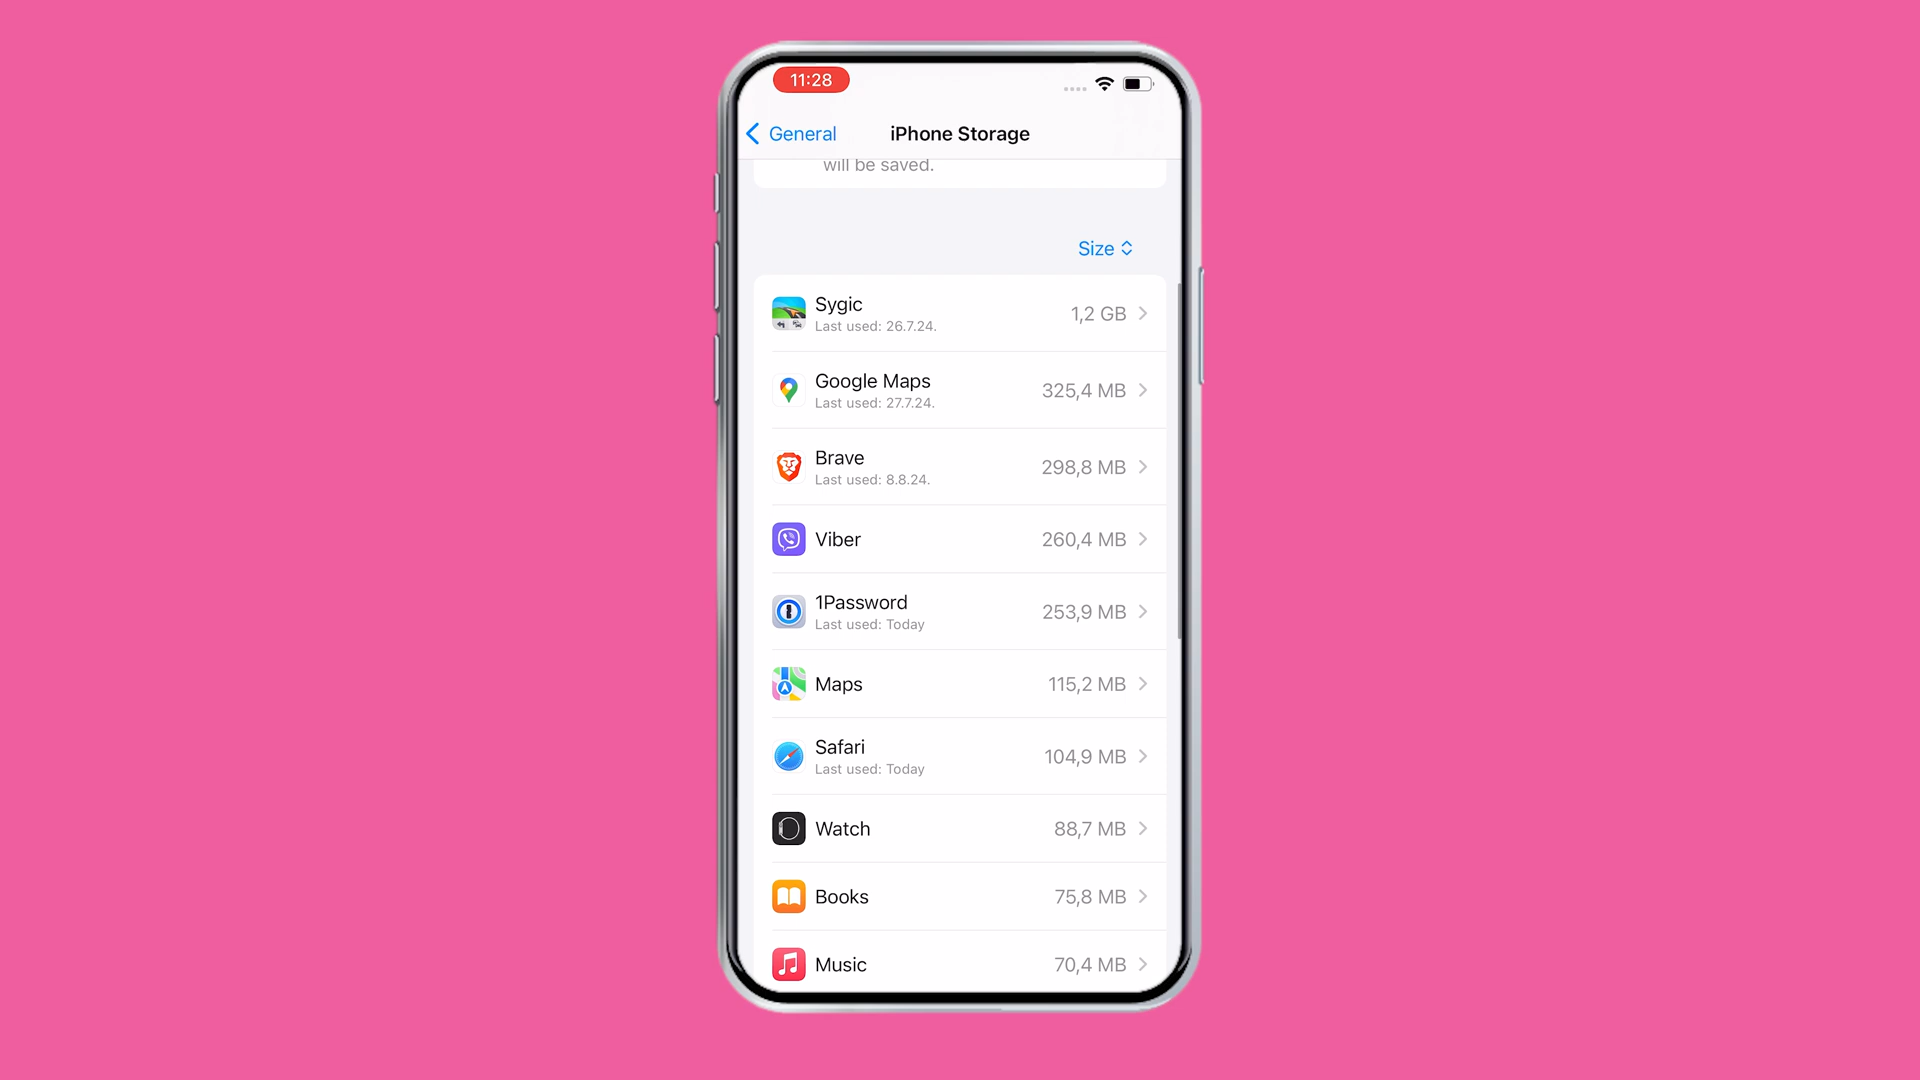 11:28
General
iPhone Storage
will be saved.
Size
Sygic
Last used: 26.7.24.
1,2 GB
Google Maps
Last used: 27.7.24.
325,4 MB
Brave
Last used: 8.8.24.
298,8 MB
Viber
260,4 MB
1Password
Last used: Today
253,9 MB
Maps
115,2 MB
Safari
Last used: Today
104,9 MB
Watch
88,7 MB
Books
75,8 MB
Music
70,4 MB